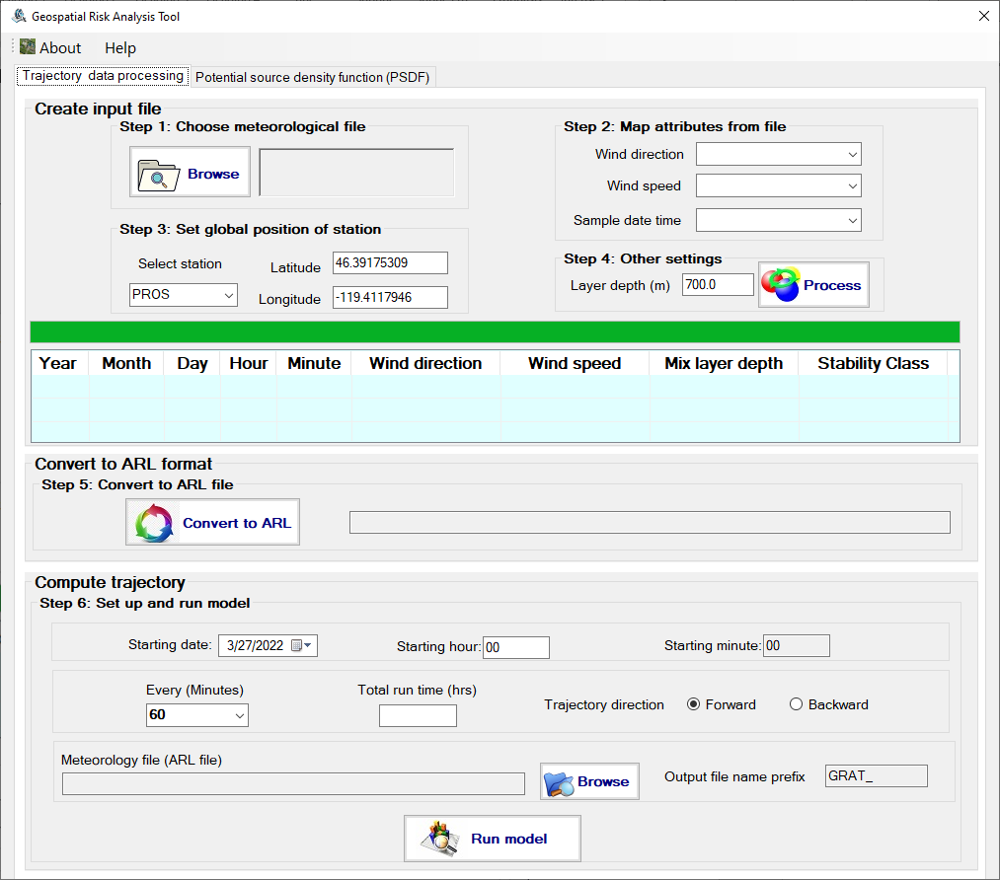 Geospatial Risk Analysis Tool
About Help
Trajectory data processing Potential source density function (PSDF)
Create input file
Step 1: Choose meteorological file
Browse
Step 2: Map attributes from file
Wind direction
Wind speed
Sample date time
Step 3: Set global position of station
Select station
PROS
Latitude 46.39175309
Longitude -119.4117946
Step 4: Other settings
Layer depth (m) 700.0 Process
Year Month Day Hour Minute Wind direction Wind speed Mix layer depth Stability Class
Convert to ARL format
Step 5: Convert to ARL file
Convert to ARL
Compute trajectory
Step 6: Set up and run model
Starting date: 3/27/2022 Starting hour: 00 Starting minute: 00
Every (Minutes)
60
Total run time (hrs)
Trajectory direction Forward Backward
Meteorology file (ARL file)
Browse
Output file name prefix GRAT_
Run model